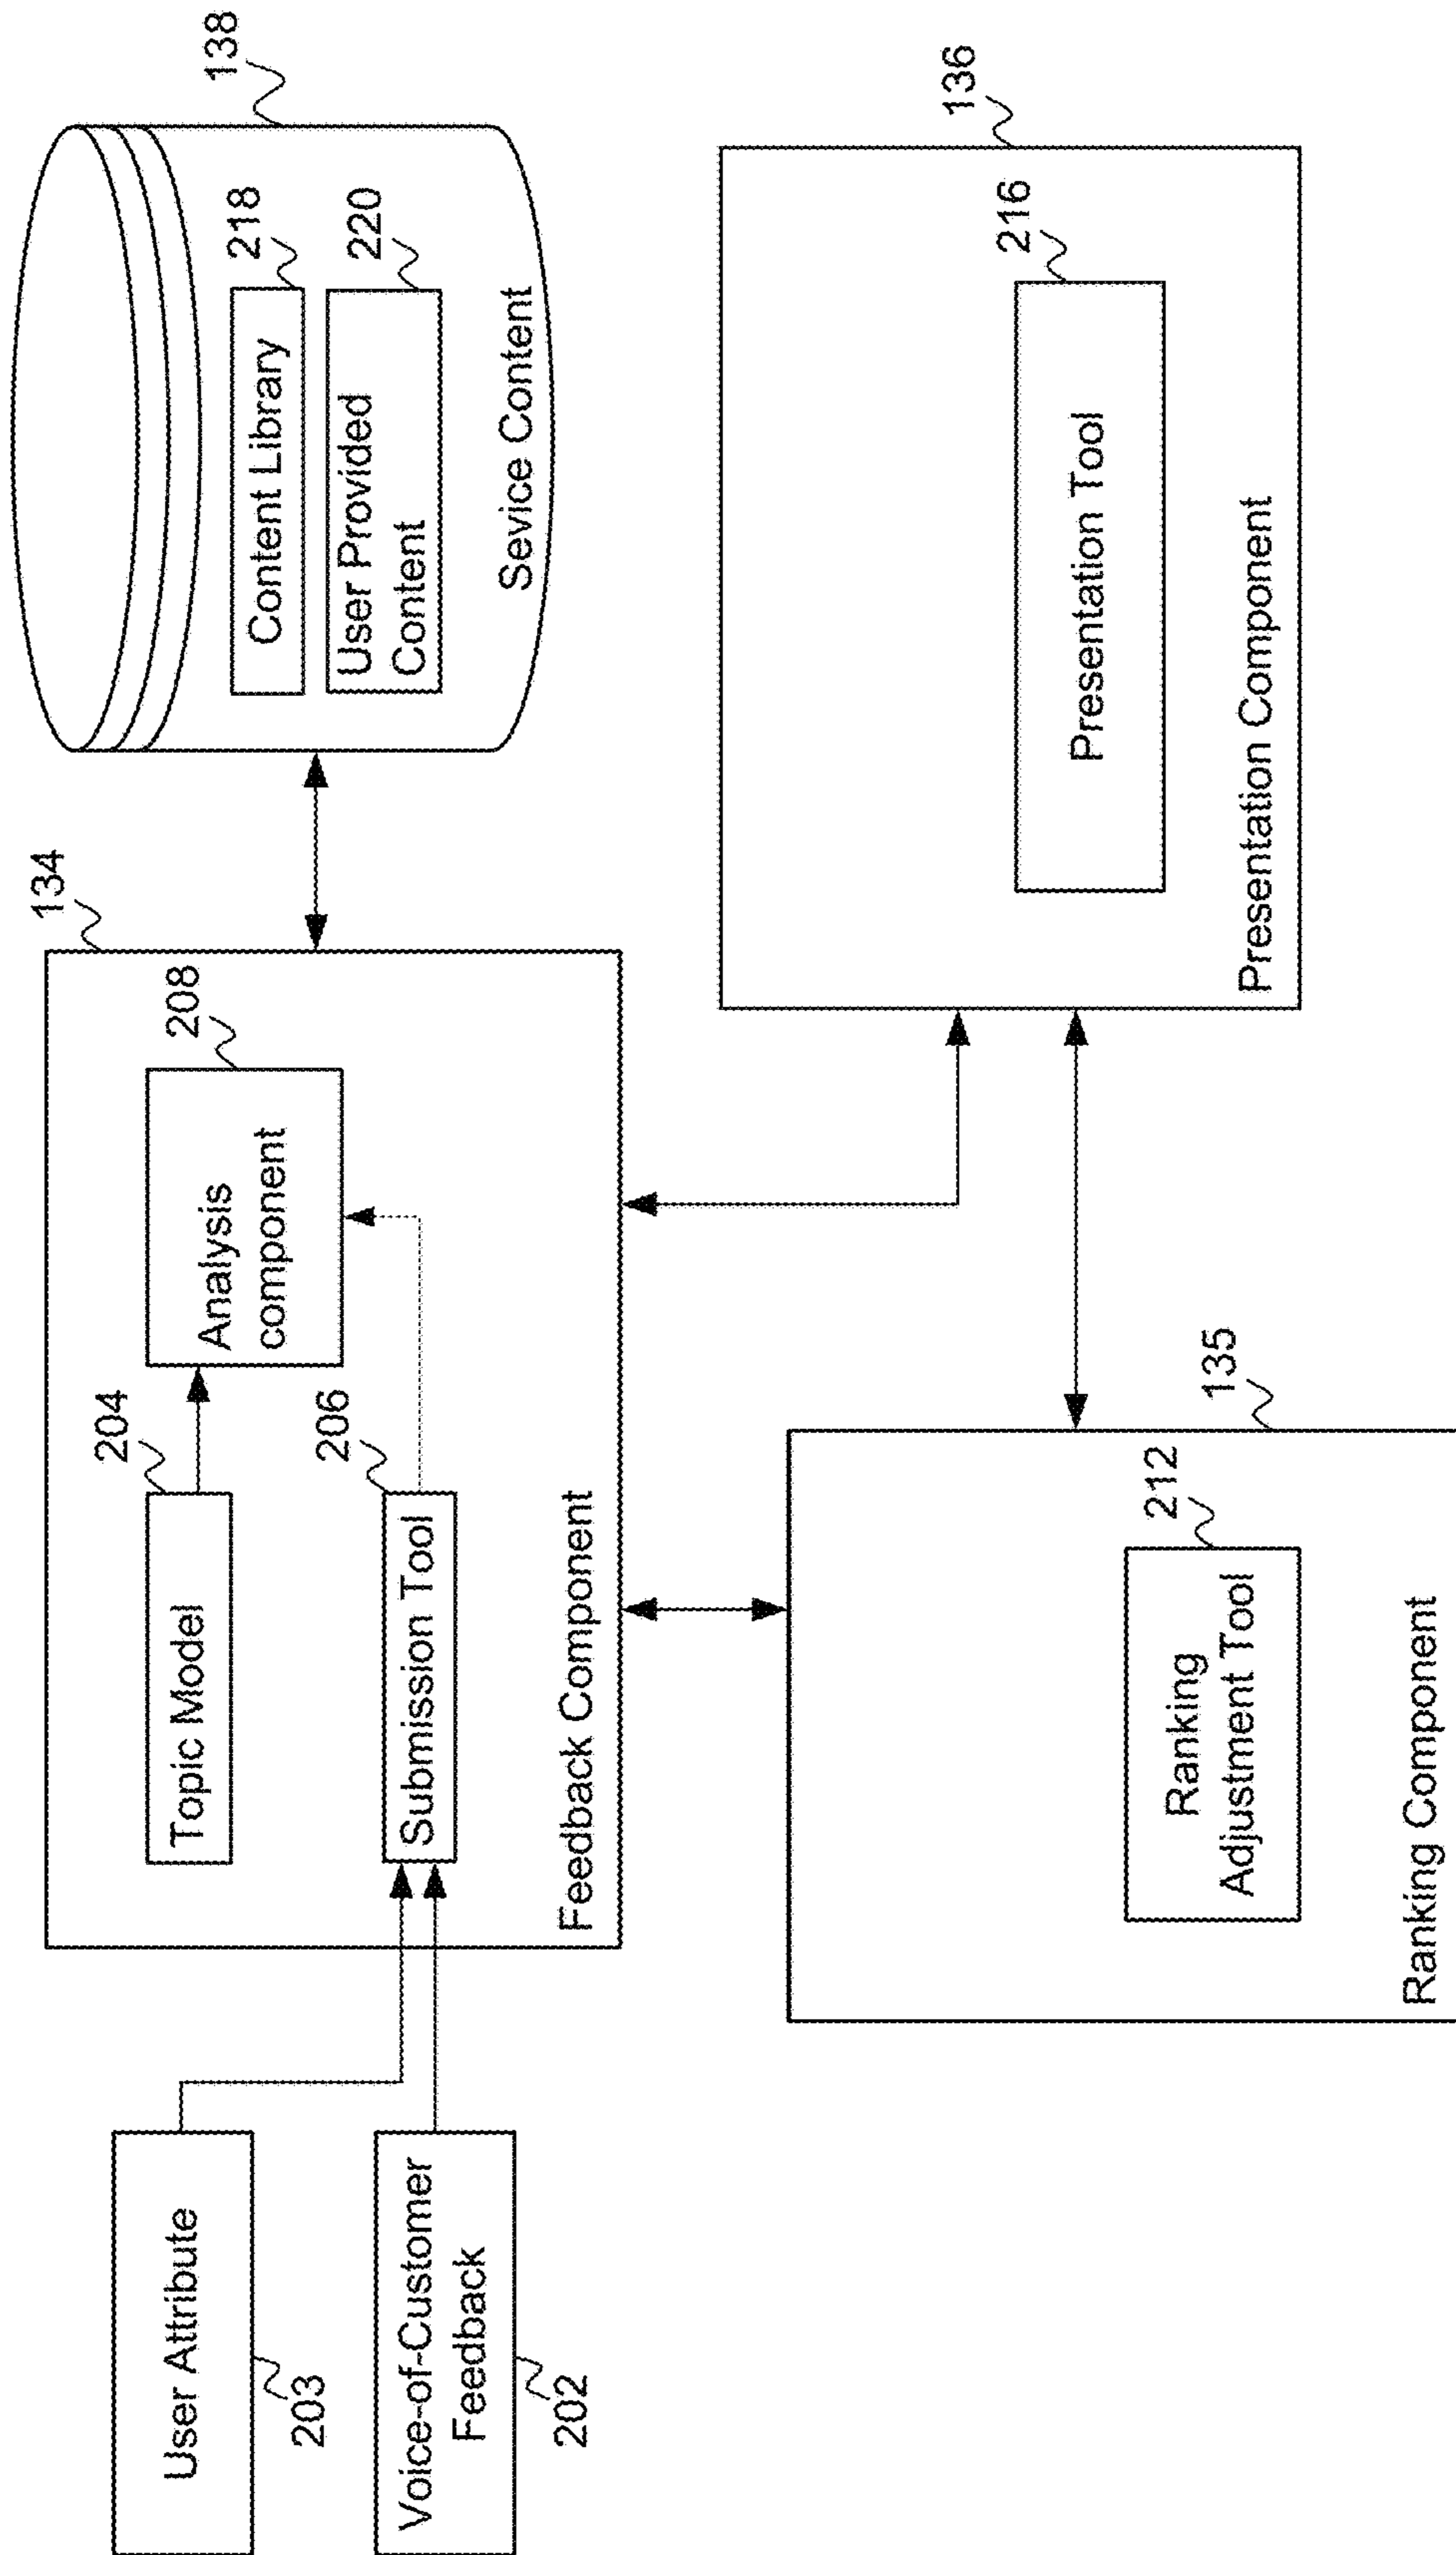 User Attribute
203
Voice-of-Customer
Feedback
202
134
204
Topic Model
208
Analysis
component
206
Submission Tool
Feedback Component
138
218
Content Library
220
User Provided
Content
Sevice Content
135
212
Ranking
Adjustment Tool
Ranking Component
136
216
Presentation Tool
Presentation Component